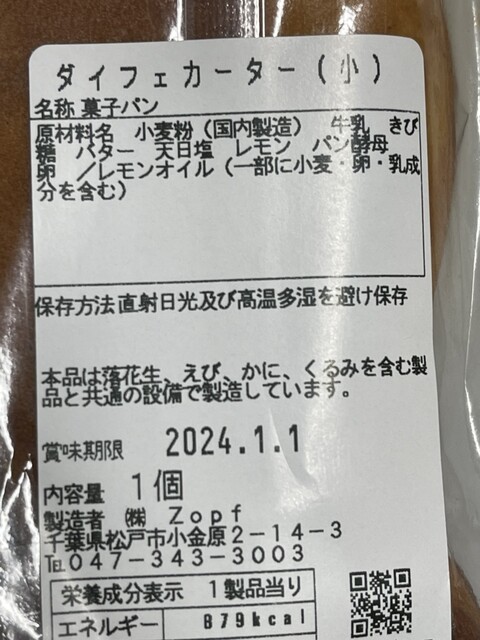 ダイフェカーター(小)
名称 菓子パン
原材料名 小麦粉(国内製造) 牛乳 きび
糖 バター 天日塩 レモン パン酵母
卵 /レモンオイル(一部に小麦・卵・乳成
分を含む)
保存方法直射日光及び高温多湿を避け保存
本品は落花生、えび、かに、くるみを含む製
品と共通の設備で製造しています。
賞味期限 2024.1.1
内容量 1個
製造者 ㈱ Zopf
千葉県松戸市小金原2-14-3
℡047-343-3003
栄養成分表示 1製品当り
エネルギー 879kcal